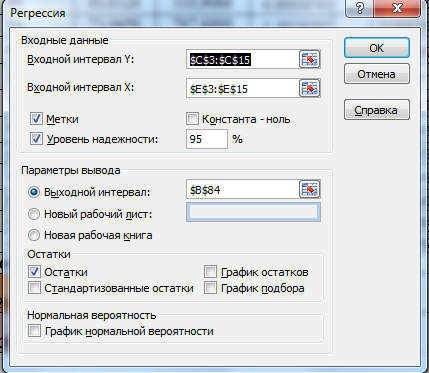 Регрессия
Входные данные
Входной интервал Y: $C$3:$C$15
Входной интервал X: $E$3:$E$15
Метки Константа - ноль
Уровень надежности: 95 %
Параметры вывода
Выходной интервал: $B$84
Новый рабочий лист:
Новая рабочая книга
Остатки
Остатки График остатков
Стандартизованные остатки График подбора
Нормальная вероятность
График нормальной вероятности
OK
Отмена
Справка